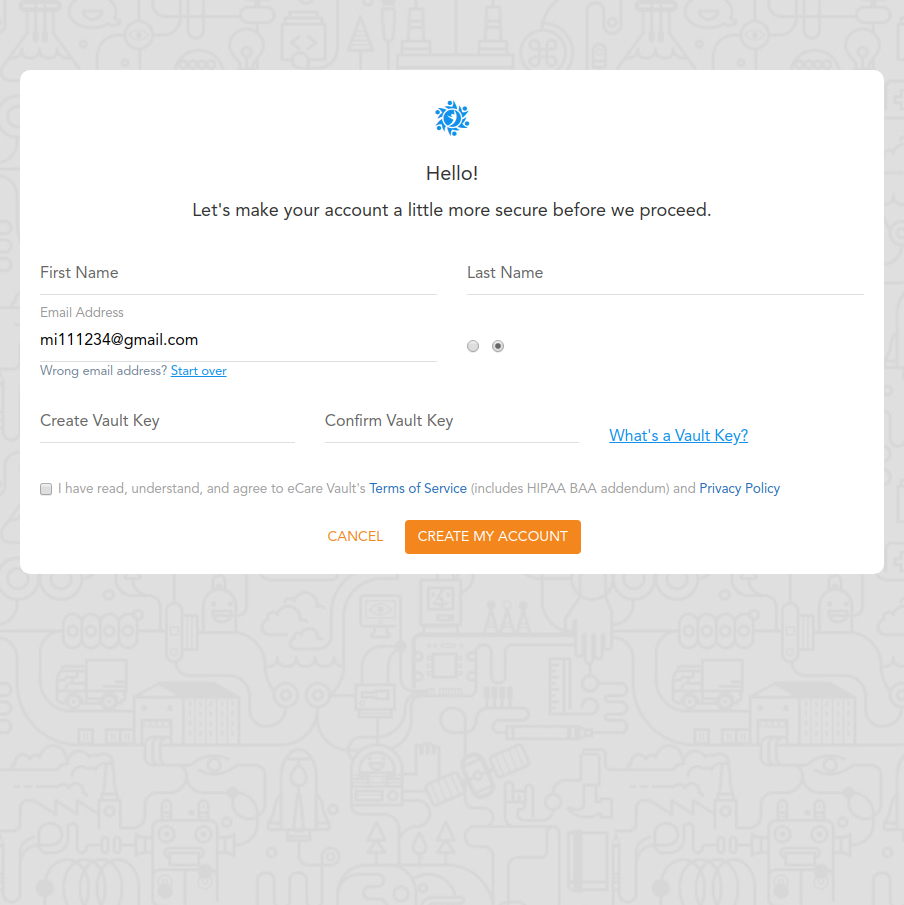 Hello!
Let's make your account a little more secure before we proceed.
First Name
Last Name
Email Address
mi111234@gmail.com
Wrong email address? Start over
Create Vault Key
Confirm Vault Key
What's a Vault Key?
I have read, understand, and agree to eCare Vault's Terms of Service (includes HIPAA BAA addendum) and Privacy Policy
CANCEL
CREATE MY ACCOUNT